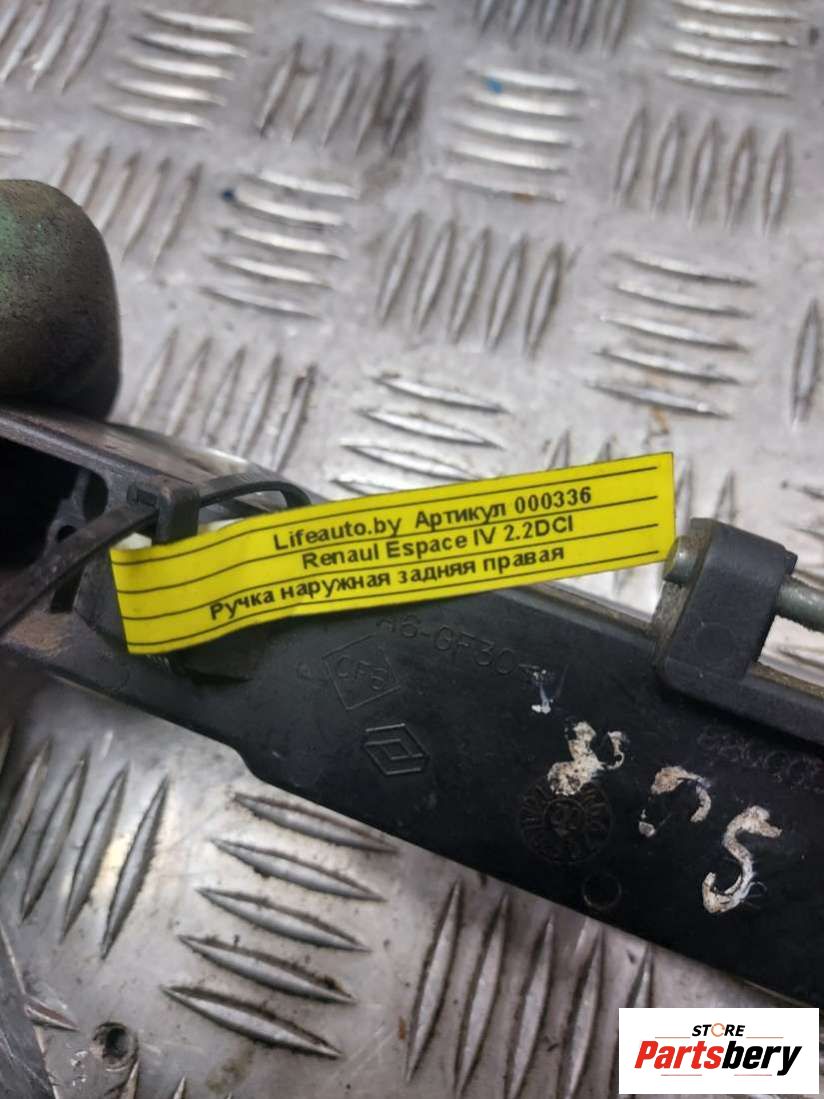 Lifeauto.by Артикул 000336
Renaul Espace IV 2.2DCI
Ручка наружная задняя правая
STORE
Partsbery